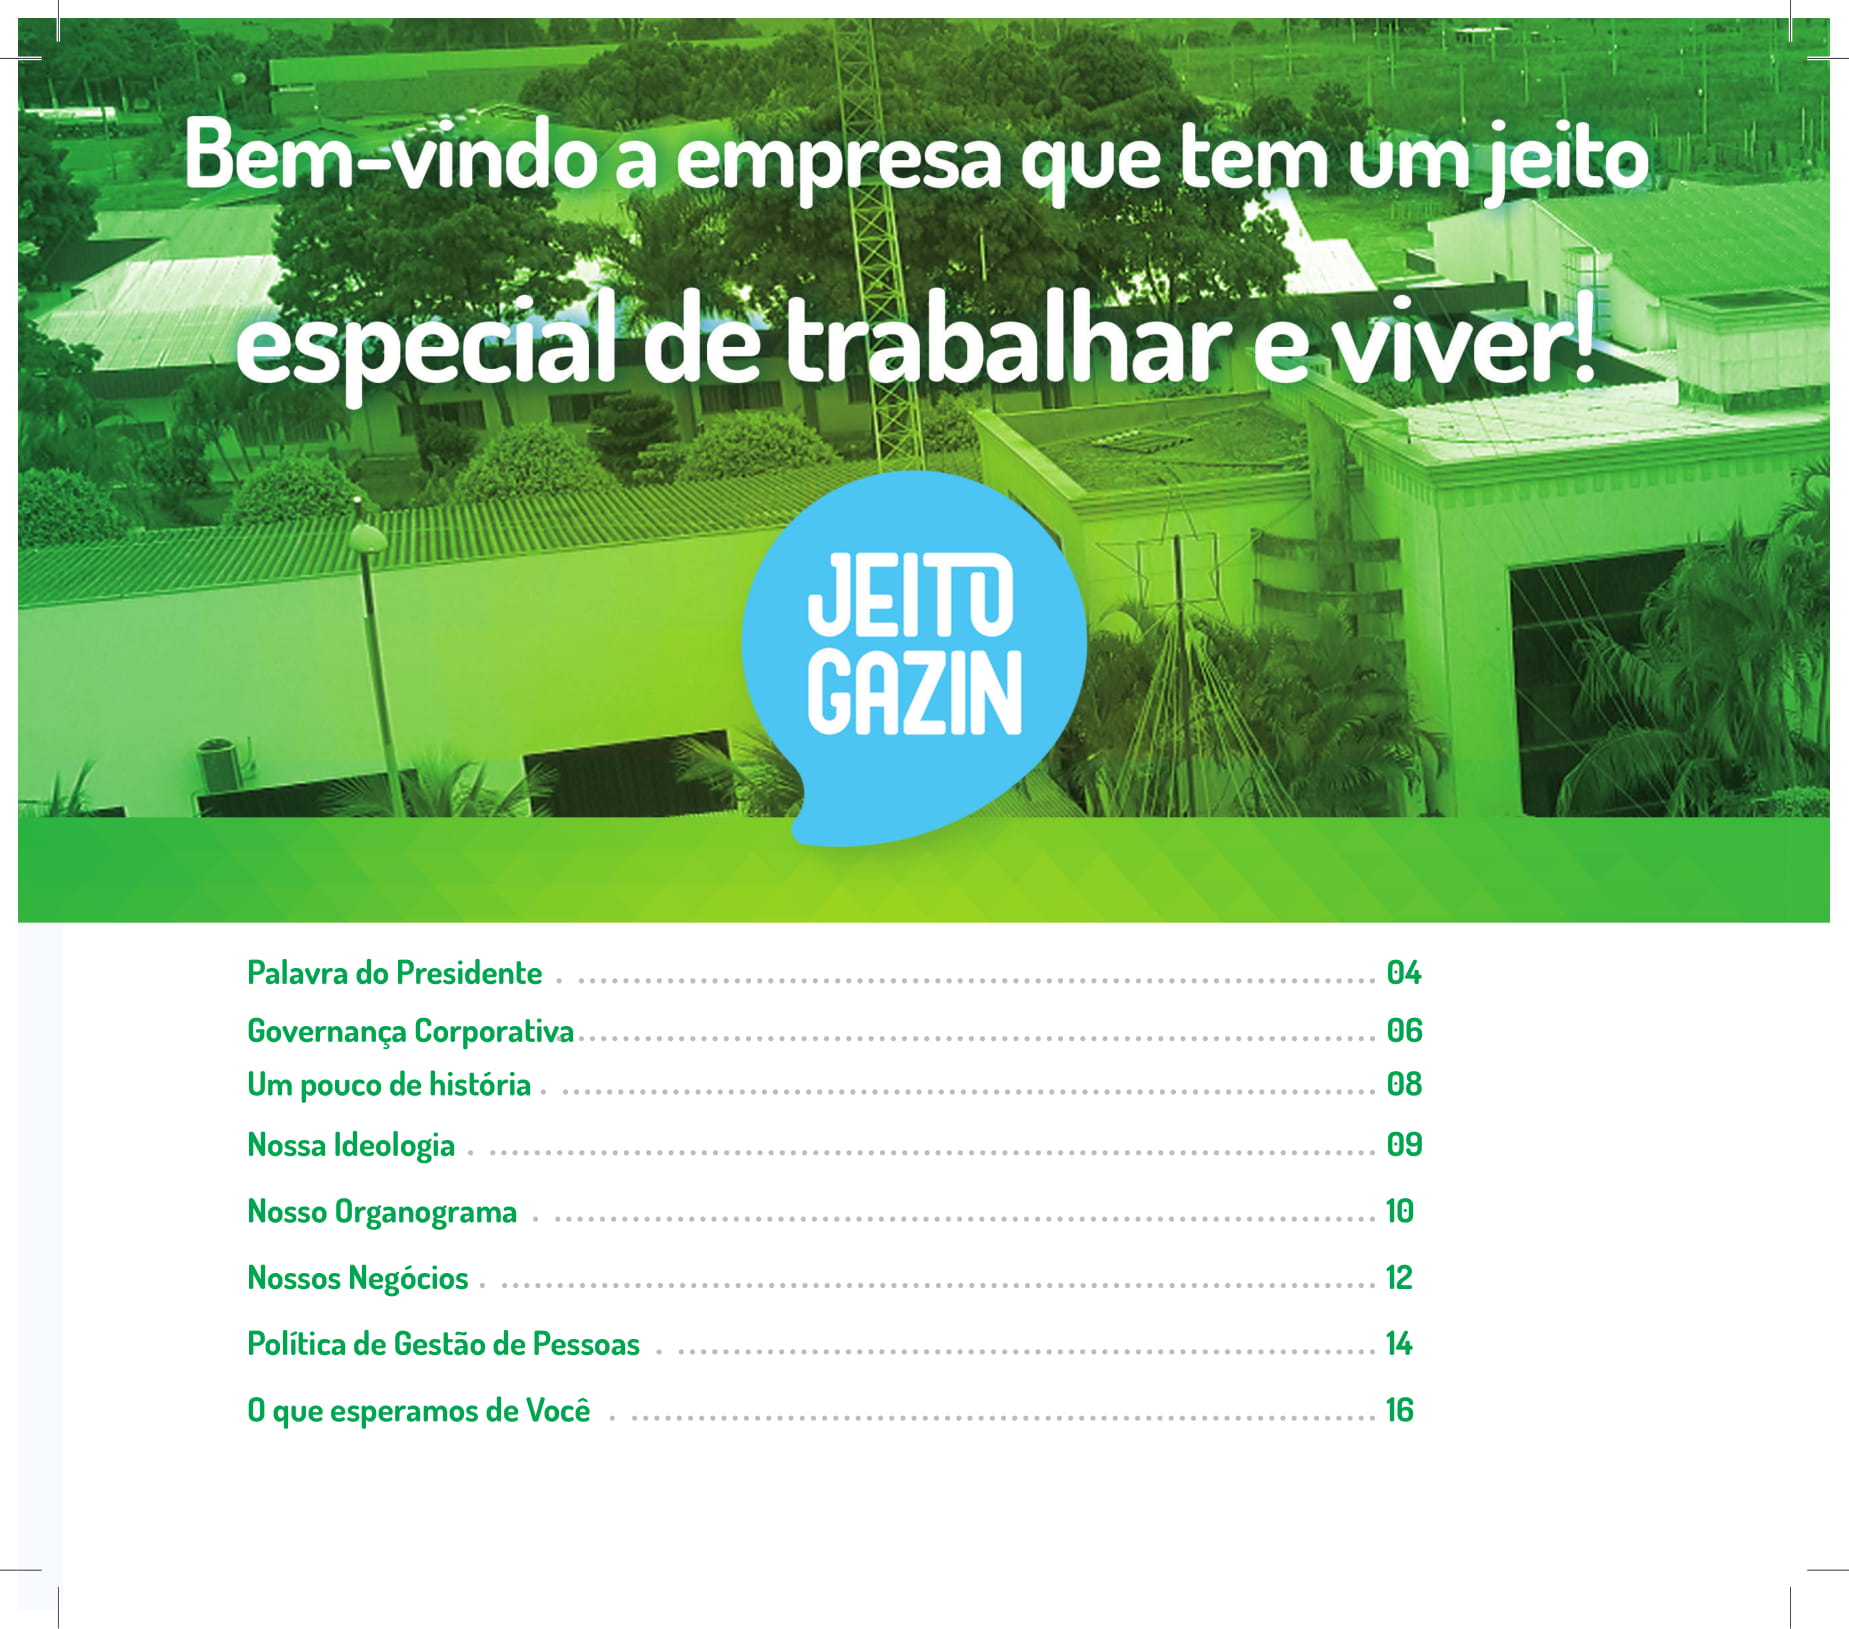 Bem-vindo a empresa que tem um jeito
especial de trabalhar e viver!
JEITO
GAZIN
Palavra do Presidente . ........................................................................ 04
Governança Corporativa ........................................................................ 06
Um pouco de história . ......................................................................... 08
Nossa Ideologia . ................................................................................ 09
Nosso Organograma . .......................................................................... 10
Nossos Negócios . ............................................................................... 12
Política de Gestão de Pessoas . ............................................................... 14
O que esperamos de Você . ................................................................... 16